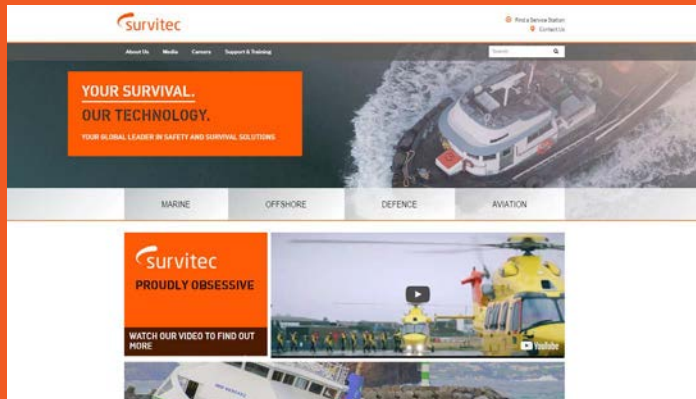 survitec
Find a Service Station
Contact Us
About Us Media Careers Support & Training
Search
YOUR SURVIVAL.
OUR TECHNOLOGY.
YOUR GLOBAL LEADER IN SAFETY AND SURVIVAL SOLUTIONS
MARINE OFFSHORE DEFENCE AVIATION
survitec
PROUDLY OBSESSIVE
WATCH OUR VIDEO TO FIND OUT
MORE
YouTube